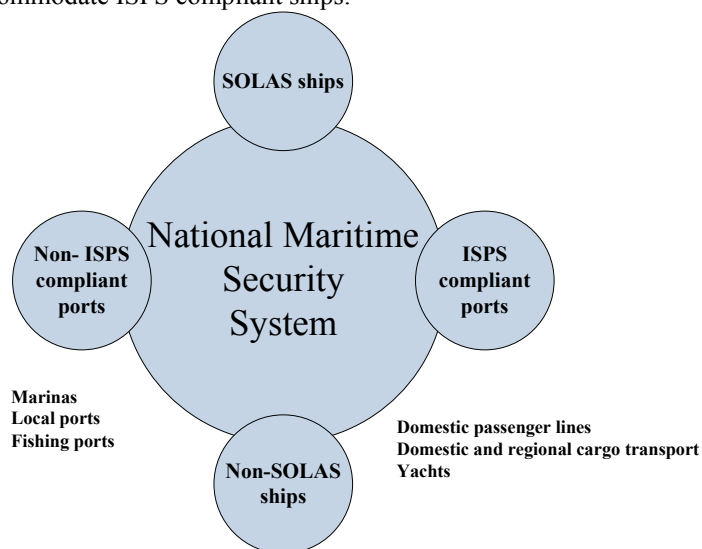 commodate ISPS compliant ships.
SOLAS ships
National Maritime
Security
System
Non- ISPS
compliant
ports
ISPS
compliant
ports
Marinas
Local ports
Fishing ports
Domestic passenger lines
Domestic and regional cargo transport
Yachts
Non-SOLAS
ships